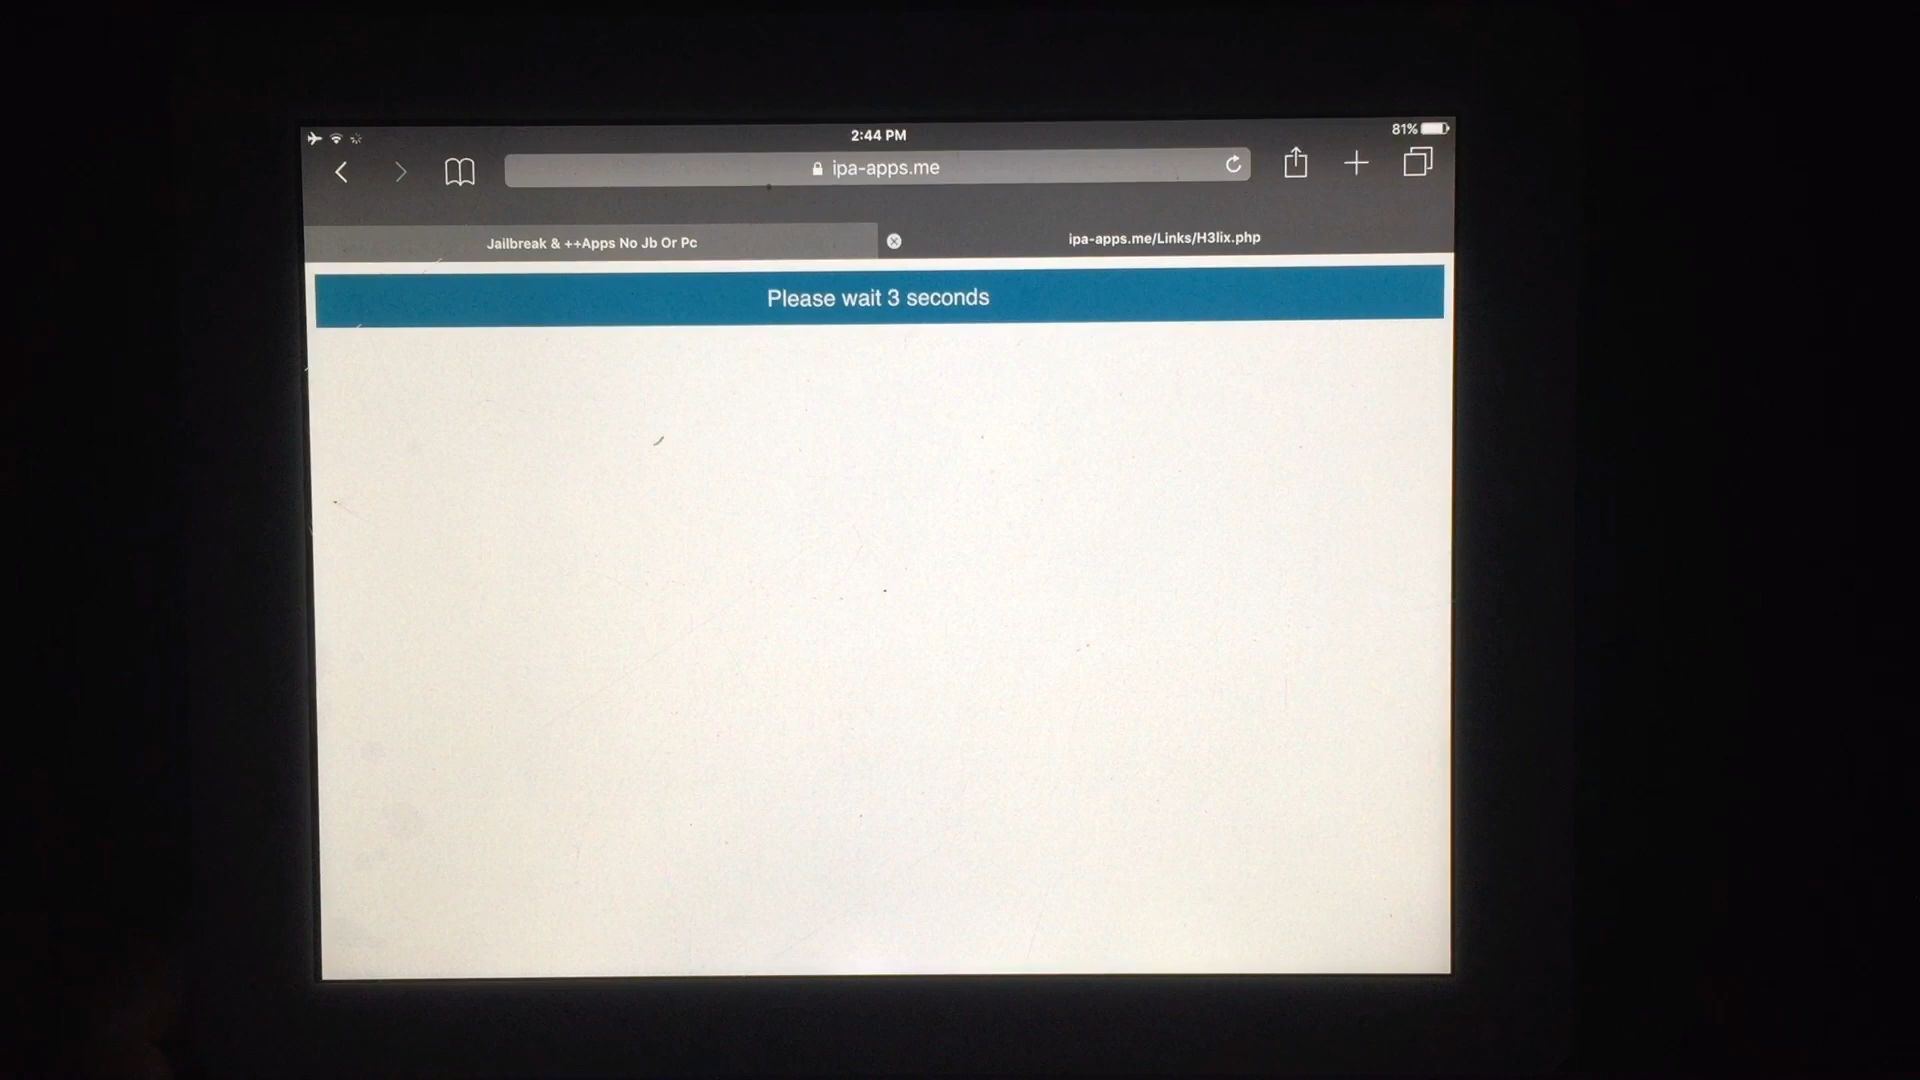 2:44 PM
81%
ipa-apps.me
Jailbreak & ++Apps No Jb Or Pc
ipa-apps.me/Links/H3lix.php
Please wait 3 seconds